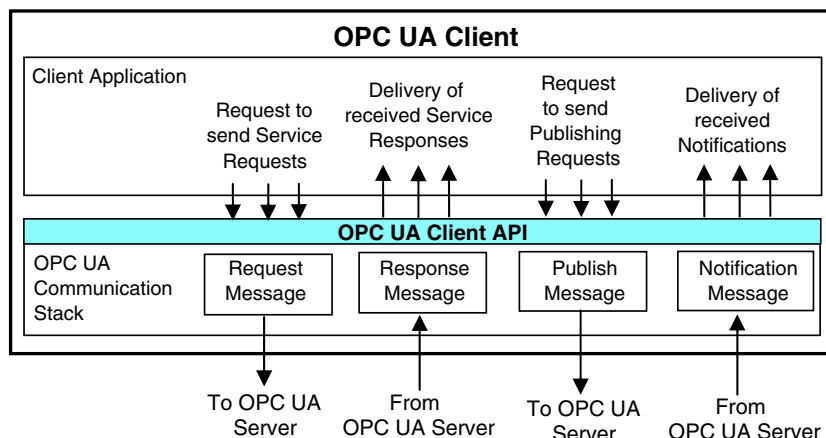 OPC UA Client
Client Application
Request to
send Service
Requests
Delivery of
received Service
Responses
Request
to send
Publishing
Requests
Delivery of
received
Notifications
OPC UA Client API
OPC UA
Communication
Stack
Request
Message
Response
Message
Publish
Message
Notification
Message
To OPC UA
Server
From
OPC UA Server
To OPC UA
Server
From
OPC UA Server